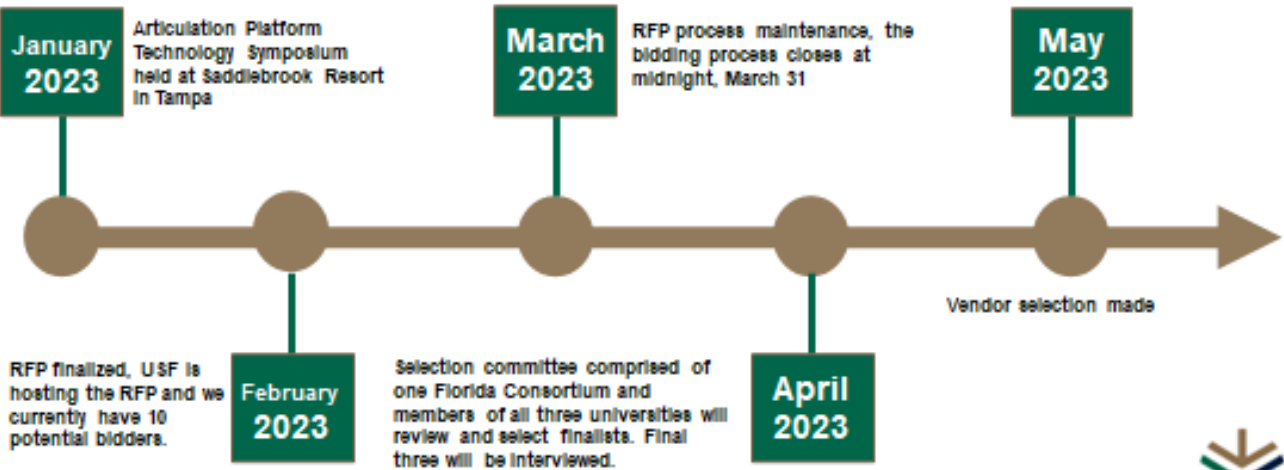 January
2023
Articulation Platform
Technology Symposium
held at Saddlebrook Resort
in Tampa
March
2023
RFP process maintenance, the
bidding process closes at
midnight, March 31
May
2023
Vendor selection made
RFP finalized, USF is
hosting the RFP and we
currently have 10
potential bidders.
February
2023
Selection committee comprised of
one Florida Consortium and
members of all three universities will
review and select finalists. Final
three will be interviewed.
April
2023